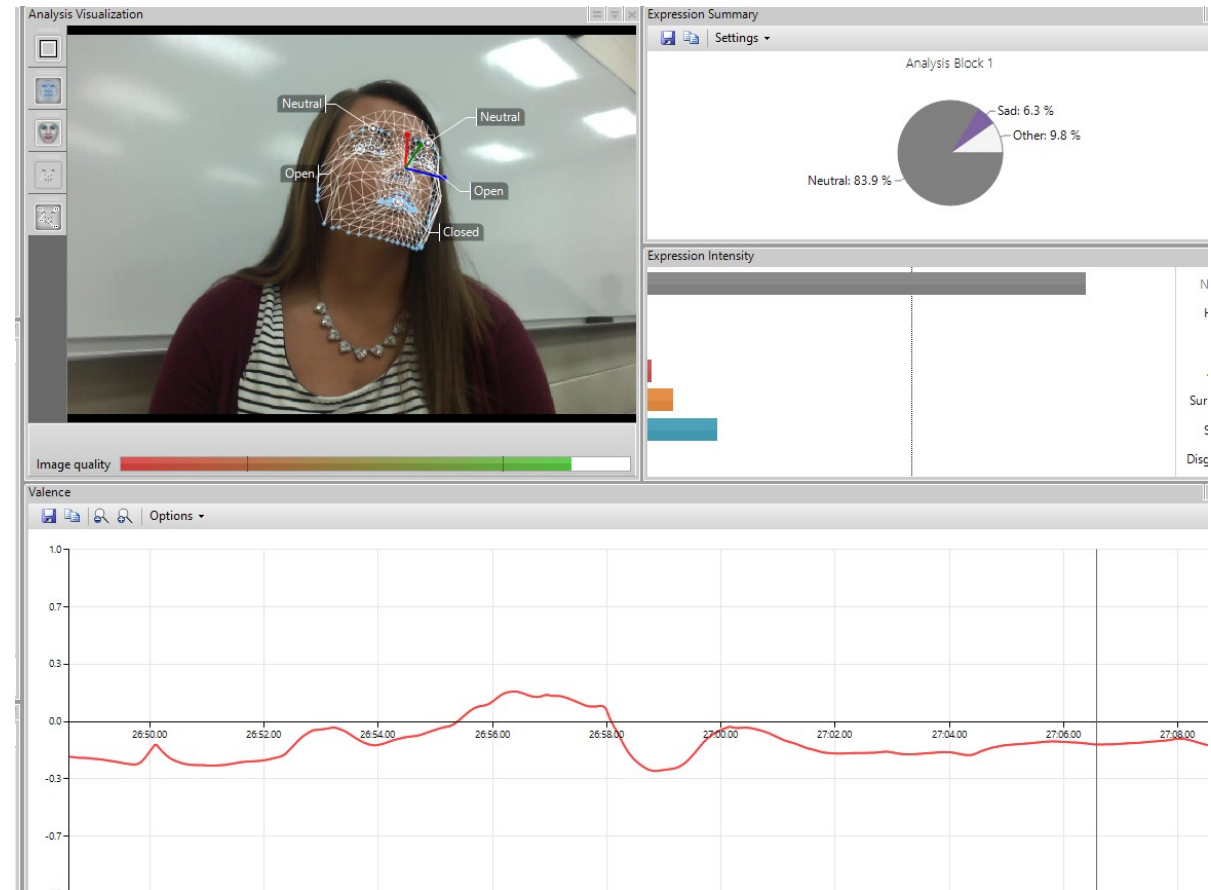 Analysis Visualization
Neutral
Neutral
Open
Open
Closed
Image quality
Expression Summary
Settings
Analysis Block 1
Sad: 6.3 %
Other: 9.8 %
Neutral: 83.9 %
Expression Intensity
N
H
Sur
S
Disg
Valence
Options
1.0
0.7
0.3
0.0
-0.3
-0.7
26:50.00 26:52.00 26:54.00 26:56.00 26:58.00 27:00.00 27:02.00 27:04.00 27:06.00 27:08.00